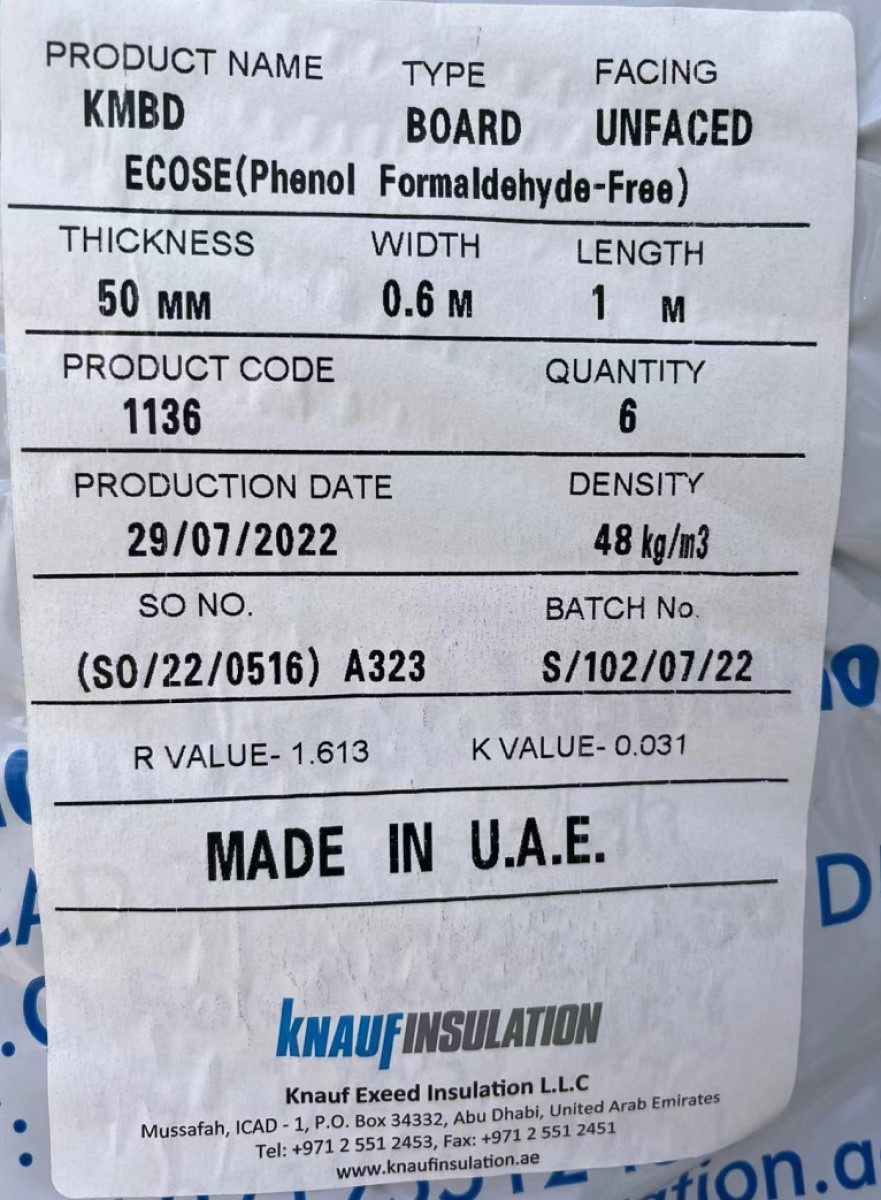 PRODUCT NAME TYPE FACING
KMBD BOARD UNFACED
ECOSE(Phenol Formaldehyde-Free)
THICKNESS WIDTH LENGTH
50 MM 0.6 M 1 M
PRODUCT CODE QUANTITY
1136 6
PRODUCTION DATE DENSITY
29/07/2022 48 kg/m3
SO NO. BATCH No.
(SO/22/0516) A323 S/102/07/22
R VALUE- 1.613 K VALUE- 0.031
MADE IN U.A.E.
KNAUFINSULATION
Knauf Exeed Insulation L.L.C
Mussafah, ICAD - 1, P.O. Box 34332, Abu Dhabi, United Arab Emirates
Tel: +971 2 551 2453, Fax: +971 2 551 2451
www.knaufinsulation.ae